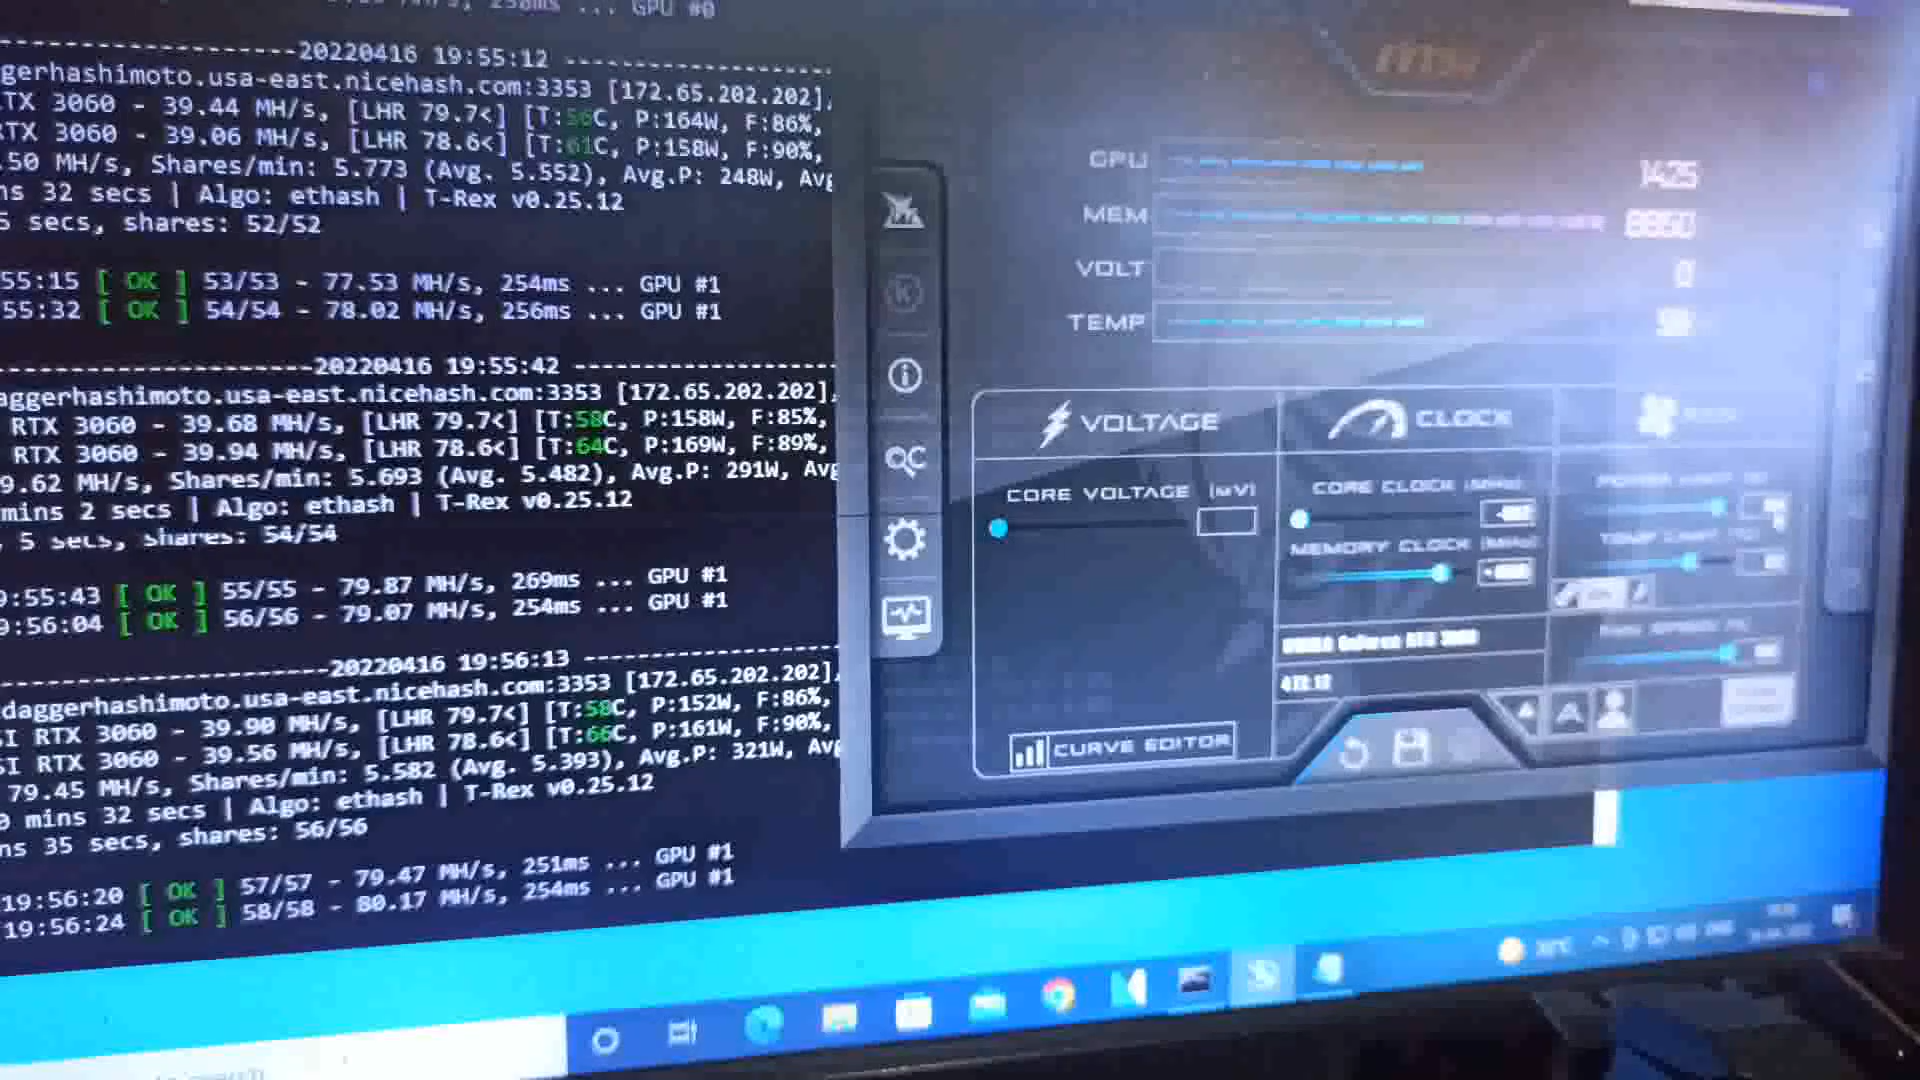 GPU #0
--------------------20220416 19:55:12 --------------------
gerhashimoto.usa-east.nicehash.com:3353 [172.65.202.202],
TX 3060 - 39.44 MH/s, [LHR 79.7<] [T:56C, P:164W, F:86%,
TX 3060 - 39.06 MH/s, [LHR 78.6<] [T:61C, P:158W, F:90%,
.50 MH/s, Shares/min: 5.773 (Avg. 5.552), Avg.P: 248W, Avg
ns 32 secs | Algo: ethash | T-Rex v0.25.12
5 secs, shares: 52/52
55:15 [ OK ] 53/53 - 77.53 MH/s, 254ms ... GPU #1
55:32 [ OK ] 54/54 - 78.02 MH/s, 256ms ... GPU #1
--------------------20220416 19:55:42 --------------------
aggerhashimoto.usa-east.nicehash.com:3353 [172.65.202.202],
RTX 3060 - 39.68 MH/s, [LHR 79.7<] [T:58C, P:158W, F:85%,
RTX 3060 - 39.94 MH/s, [LHR 78.6<] [T:64C, P:169W, F:89%,
9.62 MH/s, Shares/min: 5.693 (Avg. 5.482), Avg.P: 291W, Avg
mins 2 secs | Algo: ethash | T-Rex v0.25.12
, 5 secs, shares: 54/54
9:55:43 [ OK ] 55/55 - 79.87 MH/s, 269ms ... GPU #1
9:56:04 [ OK ] 56/56 - 79.07 MH/s, 254ms ... GPU #1
--------------------20220416 19:56:13 --------------------
daggerhashimoto.usa-east.nicehash.com:3353 [172.65.202.202],
I RTX 3060 - 39.90 MH/s, [LHR 79.7<] [T:58C, P:152W, F:86%,
SI RTX 3060 - 39.56 MH/s, [LHR 78.6<] [T:66C, P:161W, F:90%,
79.45 MH/s, Shares/min: 5.582 (Avg. 5.393), Avg.P: 321W, Avg
0 mins 32 secs | Algo: ethash | T-Rex v0.25.12
ns 35 secs, shares: 56/56
19:56:20 [ OK ] 57/57 - 79.47 MH/s, 251ms ... GPU #1
19:56:24 [ OK ] 58/58 - 80.17 MH/s, 254ms ... GPU #1
msi
GPU 1425
MEM
VOLT 0
TEMP
K
OC
VOLTAGE
CORE VOLTAGE (MV)
CURVE EDITOR
CLOCK
CORE CLOCK (MHz)
MEMORY CLOCK (MHz)
NVIDIA GeForce RTX 3060